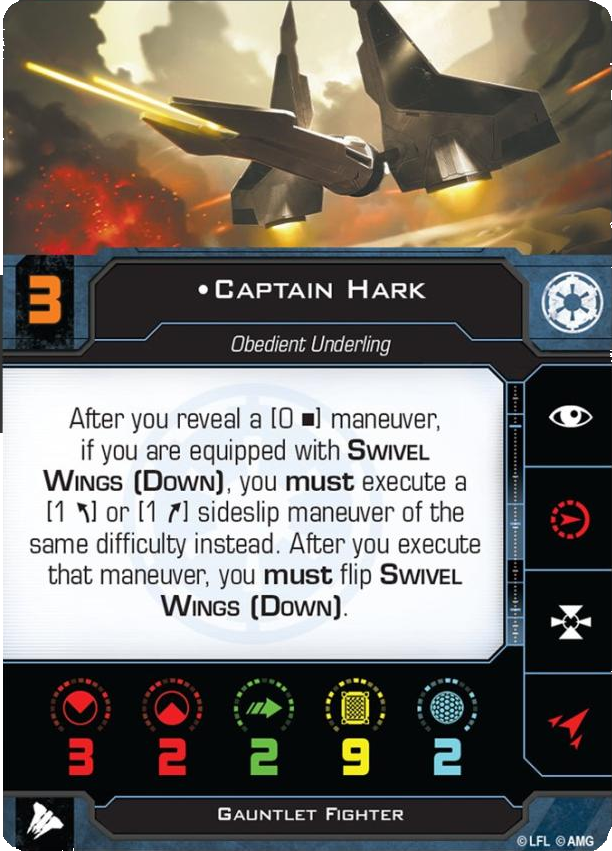 3
•Captain Hark
Obedient Underling
After you reveal a [0 ■] maneuver,
if you are equipped with Swivel
Wings (Down), you must execute a
[1 ↰] or [1 ↱] sideslip maneuver of the
same difficulty instead. After you execute
that maneuver, you must flip Swivel
Wings (Down).
3 2 2 9 2
Gauntlet Fighter
© LFL © AMG